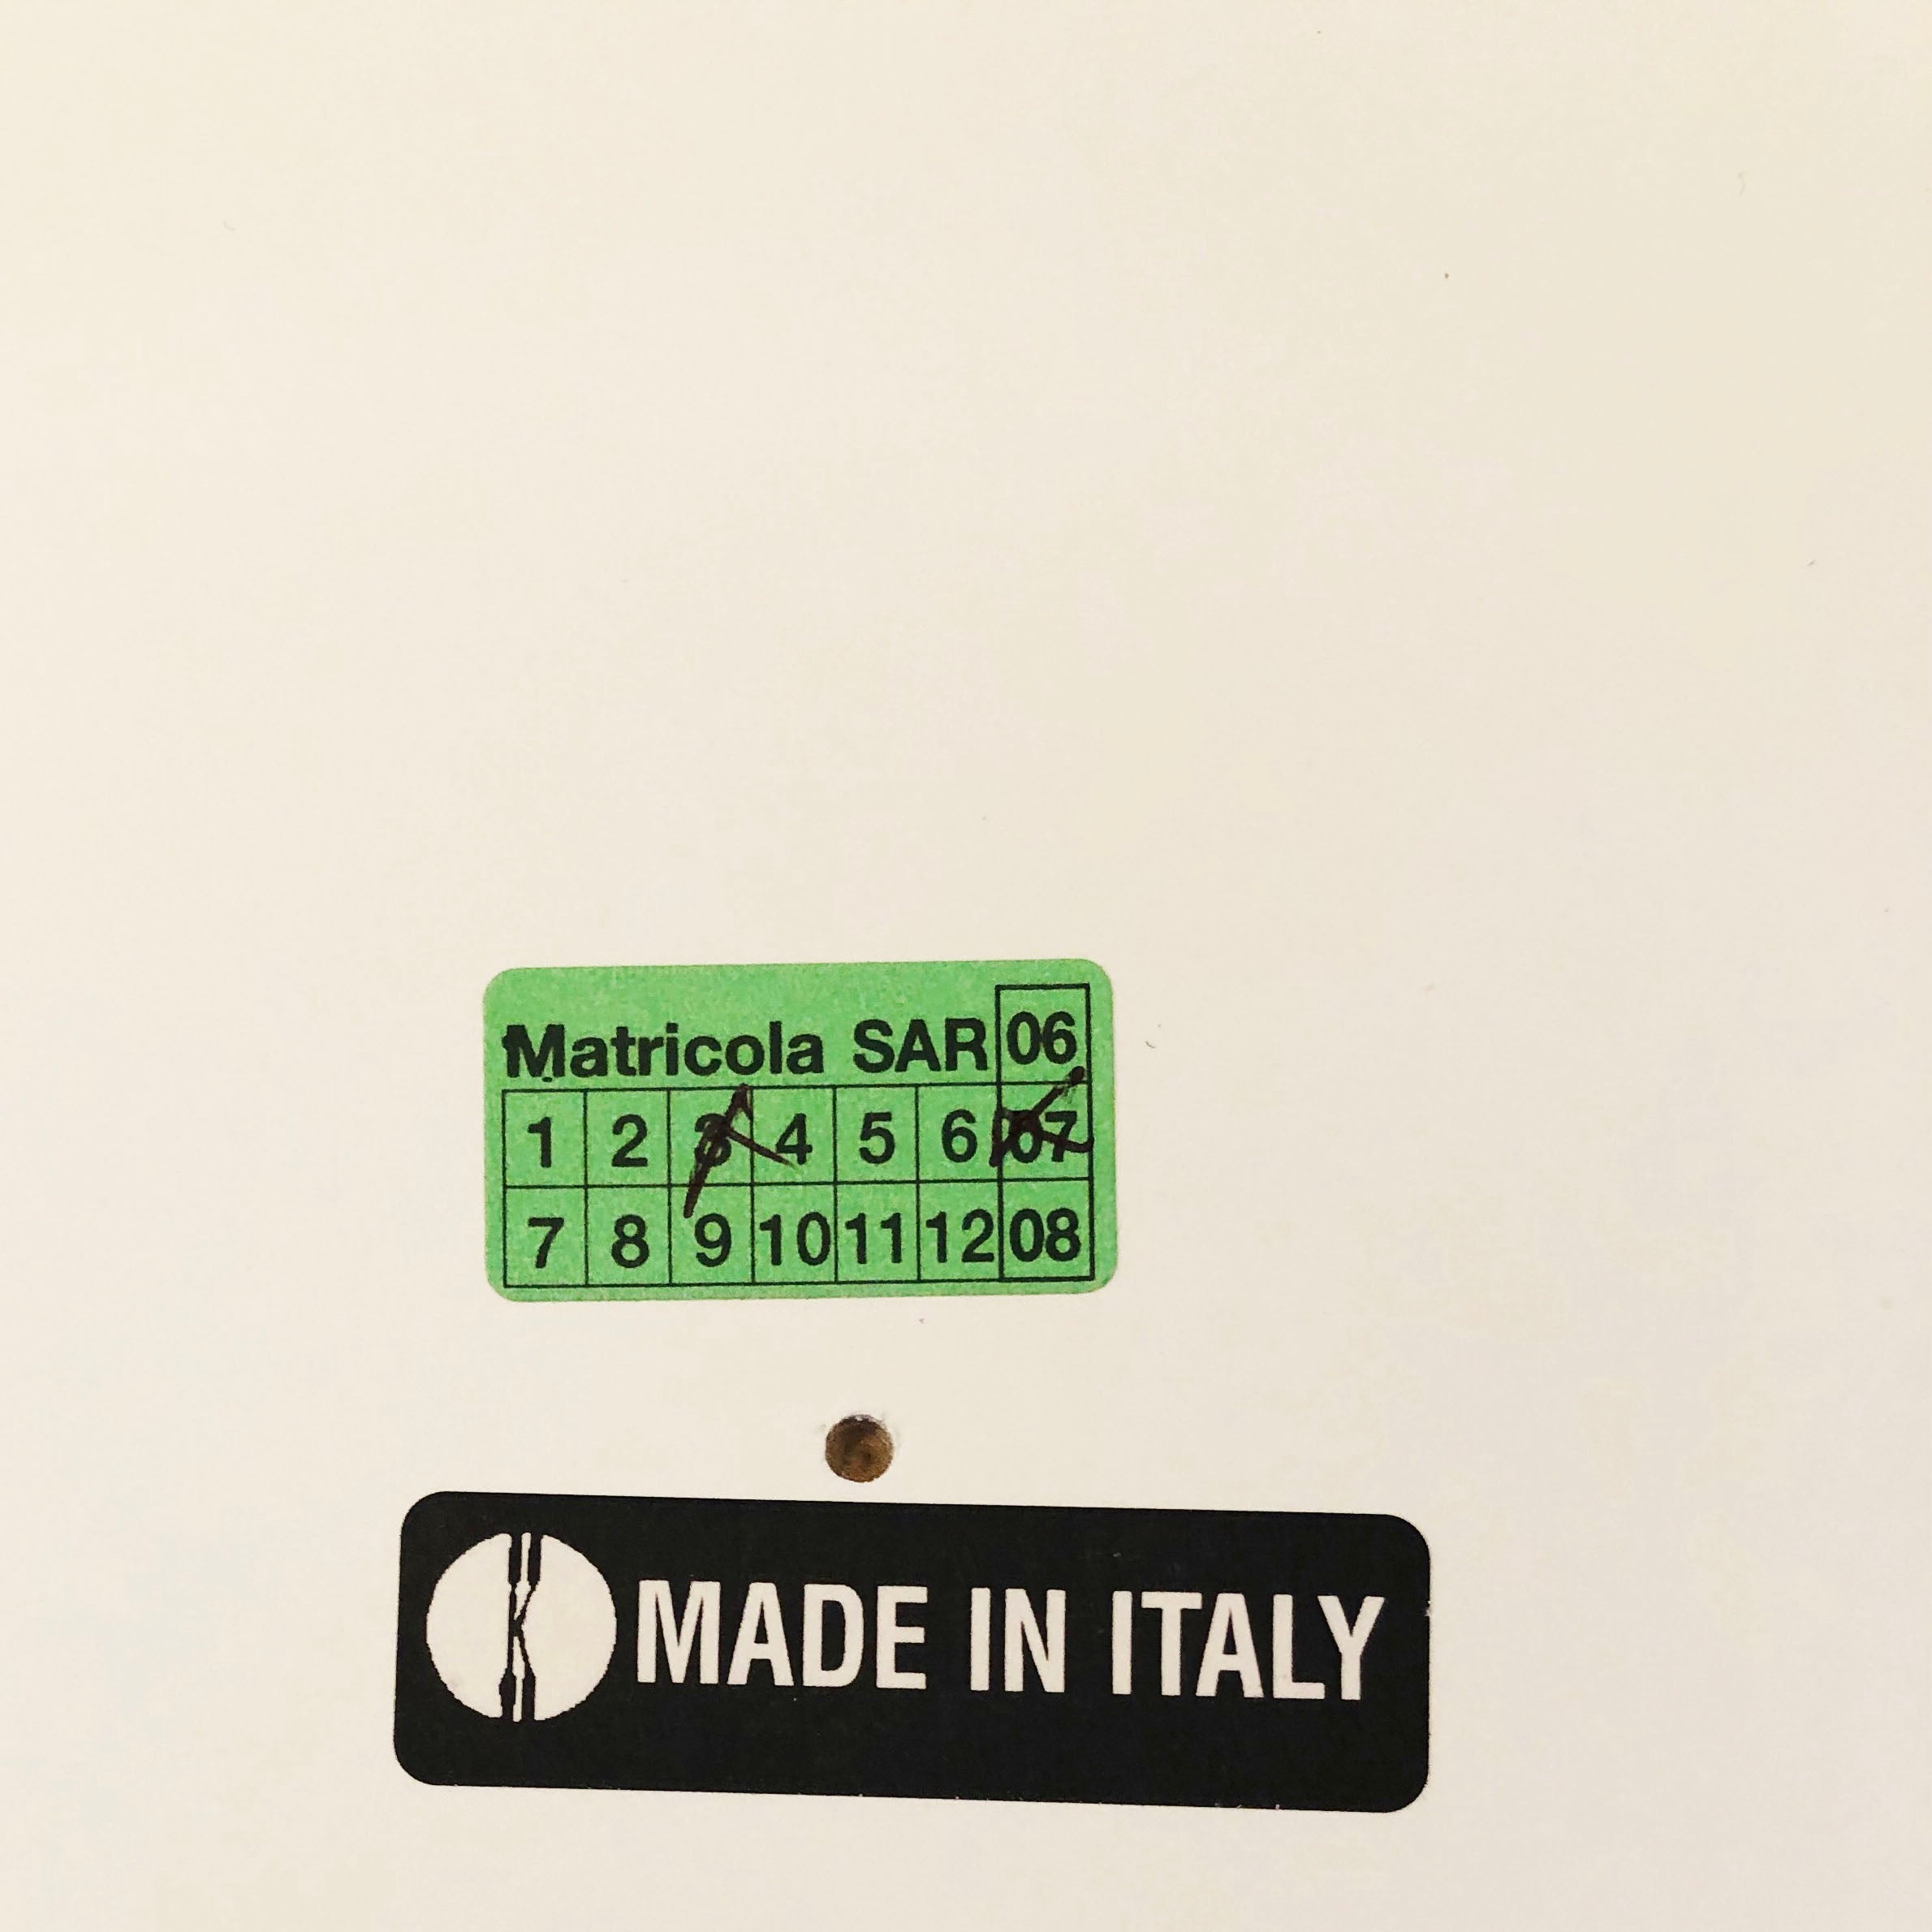 Matricola SAR 06
1 2 3 4 5 6 07
7 8 9 10 11 12 08
K MADE IN ITALY